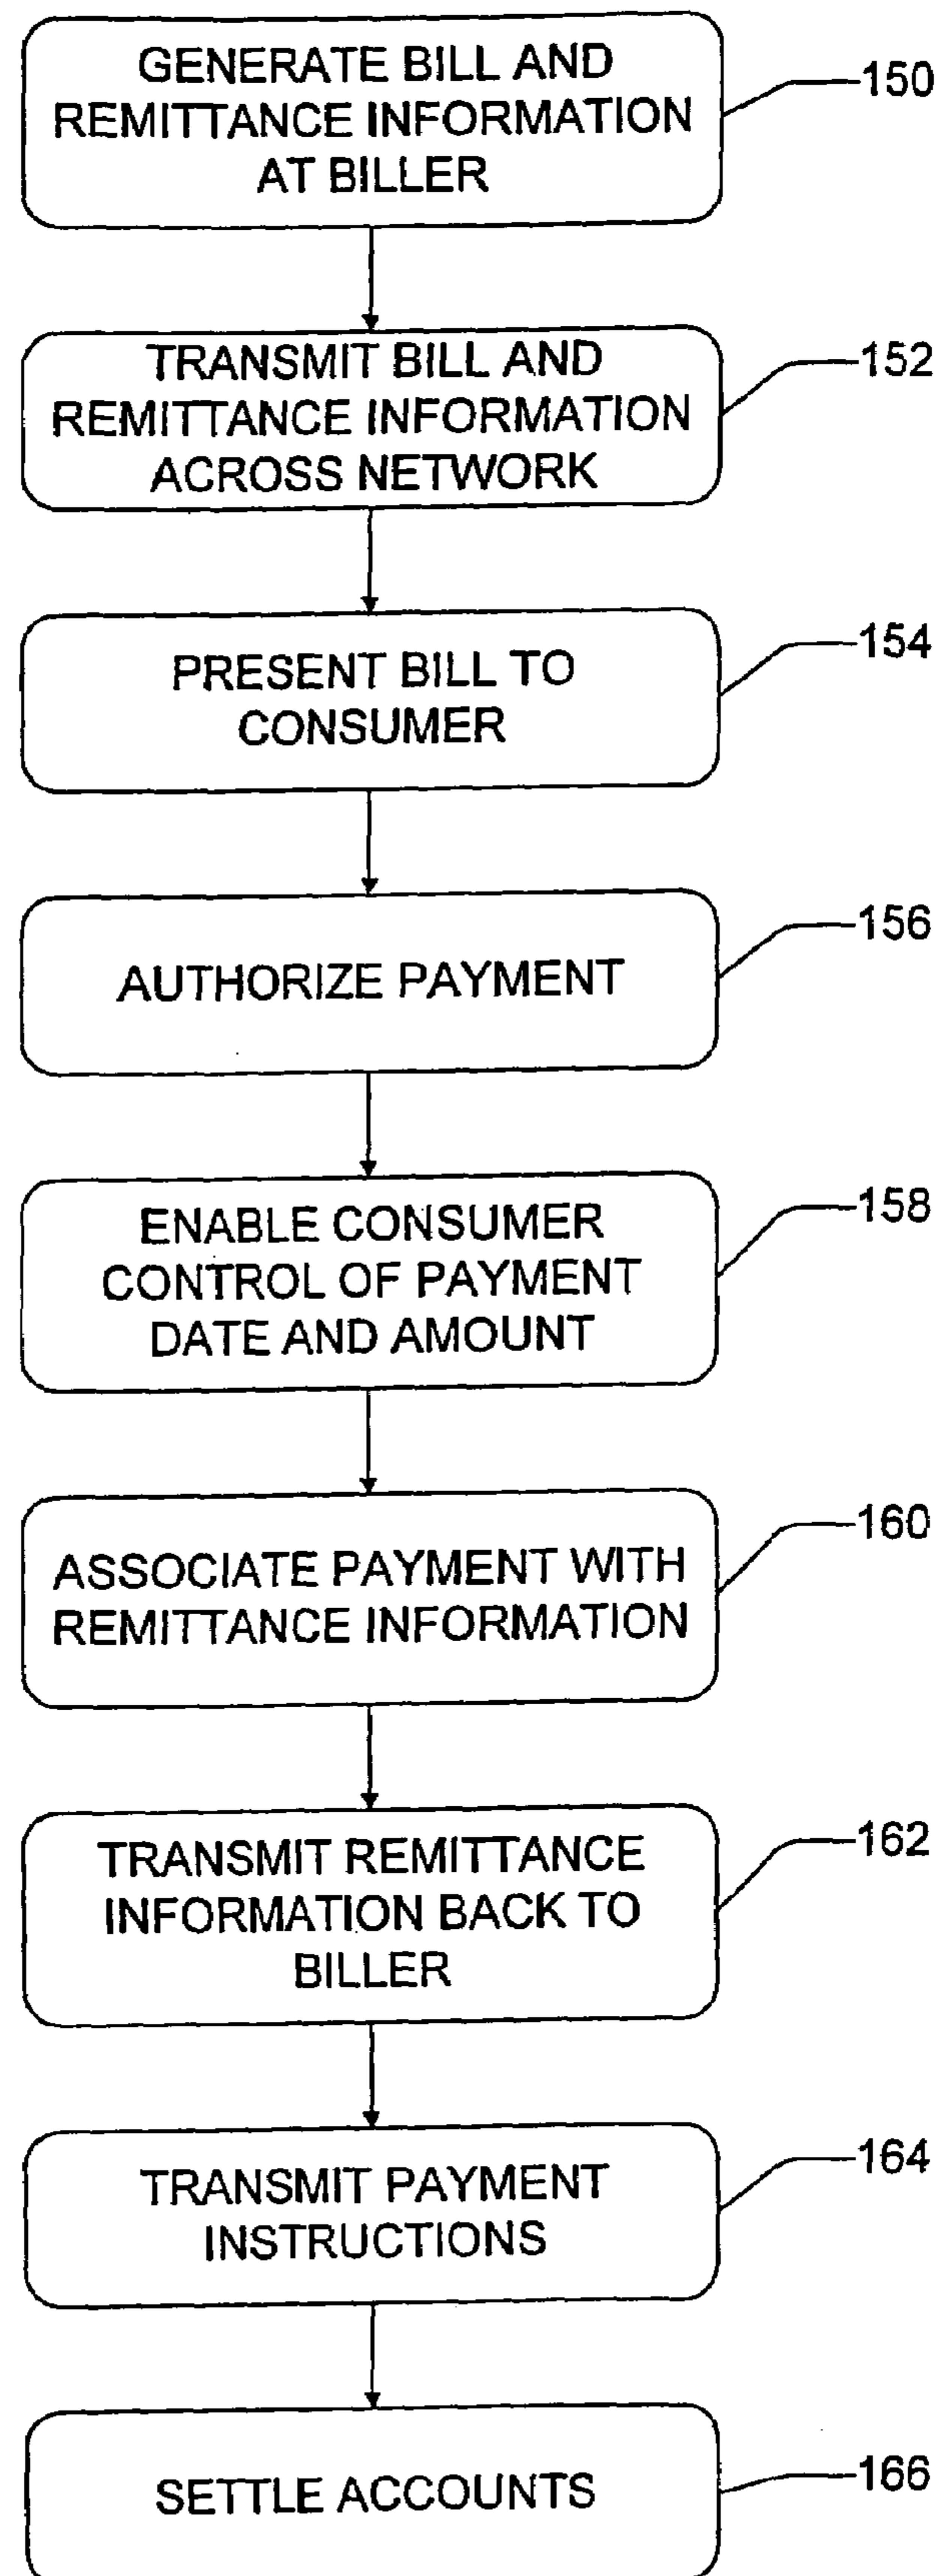 GENERATE BILL AND
REMITTANCE INFORMATION
AT BILLER
150
TRANSMIT BILL AND
REMITTANCE INFORMATION
ACROSS NETWORK
152
PRESENT BILL TO
CONSUMER
154
AUTHORIZE PAYMENT
156
ENABLE CONSUMER
CONTROL OF PAYMENT
DATE AND AMOUNT
158
ASSOCIATE PAYMENT WITH
REMITTANCE INFORMATION
160
TRANSMIT REMITTANCE
INFORMATION BACK TO
BILLER
162
TRANSMIT PAYMENT
INSTRUCTIONS
164
SETTLE ACCOUNTS
166